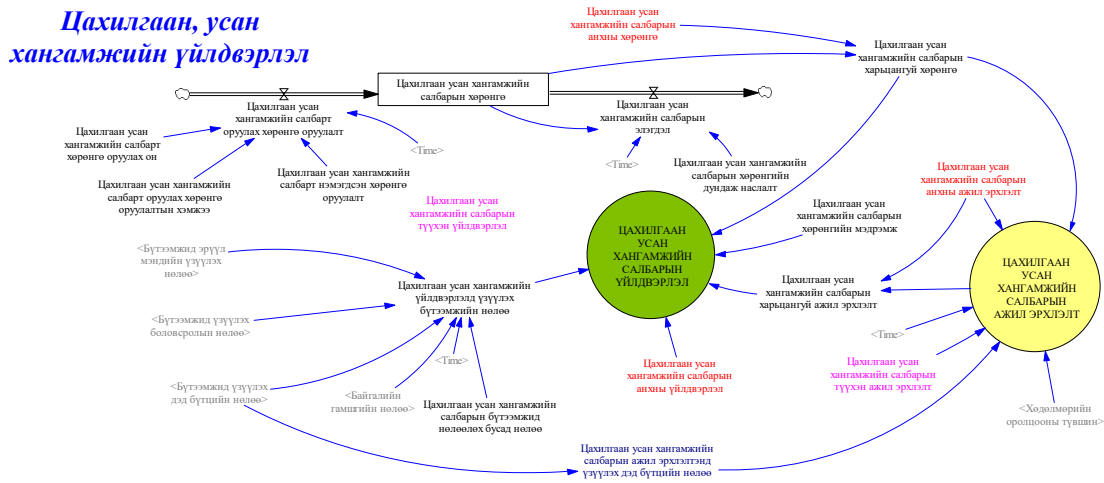 Цахилгаан, усан
хангамжийн үйлдвэрлэл
Цахилгаан усан
хангамжийн салбарын
анхны хөрөнгө
Цахилгаан усан
хангамжийн салбарын
харьцангуй хөрөнгө
Цахилгаан усан хангамжийн
салбарын хөрөнгө
Цахилгаан усан
хангамжийн салбарт
оруулах хөрөнгө оруулалт
Цахилгаан усан
хангамжийн салбарын
элэгдэл
Цахилгаан усан
хангамжийн салбарт
хөрөнгө оруулах он
<Time>
<Time>
Цахилгаан усан хангамжийн
салбарт оруулах хөрөнгө
оруулалтын хэмжээ
Цахилгаан усан хангамжийн
салбарт нэмэгдсэн хөрөнгө
оруулалт
Цахилгаан усан хангамжийн
салбарын хөрөнгийн
дундаж наслалт
Цахилгаан усан
хангамжийн салбарын
анхны ажил эрхлэлт
Цахилгаан усан
хангамжийн салбарын
түүхэн үйлдвэрлэл
Цахилгаан усан
хангамжийн салбарын
хөрөнгийн мэдрэмж
ЦАХИЛГААН
УСАН
ХАНГАМЖИЙН
САЛБАРЫН
ҮЙЛДВЭРЛЭЛ
<Бүтээмжид эрүүл
мэндийн үзүүлэх
нөлөө>
Цахилгаан усан хангамжийн
үйлдвэрлэлд үзүүлэх
бүтээмжийн нөлөө
Цахилгаан усан
хангамжийн салбарын
харьцангуй ажил эрхлэлт
ЦАХИЛГААН
УСАН
ХАНГАМЖИЙН
САЛБАРЫН
АЖИЛ ЭРХЛЭЛТ
<Бүтээмжид үзүүлэх
боловсролын нөлөө>
<Time>
<Time>
Цахилгаан усан
хангамжийн салбарын
анхны үйлдвэрлэл
Цахилгаан усан
хангамжийн салбарын
түүхэн ажил эрхлэлт
<Бүтээмжид үзүүлэх
дэд бүтцийн нөлөө>
<Байгалийн
гамшгийн нөлөө>
Цахилгаан усан хангамжийн
салбарын бүтээмжид
нөлөөлөх бусад нөлөө
<Хөдөлмөрийн
оролцооны түвшин>
Цахилгаан усан хангамжийн
салбарын ажил эрхлэлтэнд
үзүүлэх дэд бүтцийн нөлөө